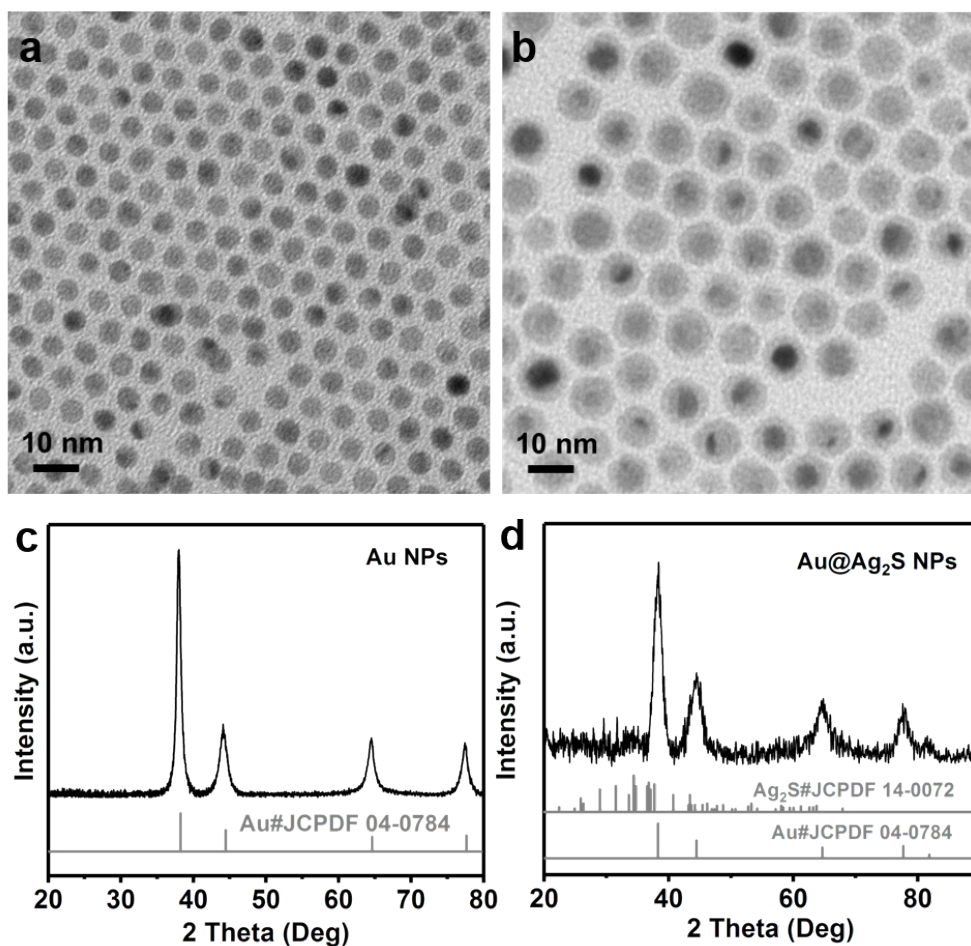 a
b
10 nm
10 nm
c
Au NPs
Intensity (a.u.)
Au#JCPDF 04-0784
20 30 40 50 60 70 80
2 Theta (Deg)
d
Au@Ag₂S NPs
Intensity (a.u.)
Ag₂S#JCPDF 14-0072
Au#JCPDF 04-0784
20 40 60 80
2 Theta (Deg)